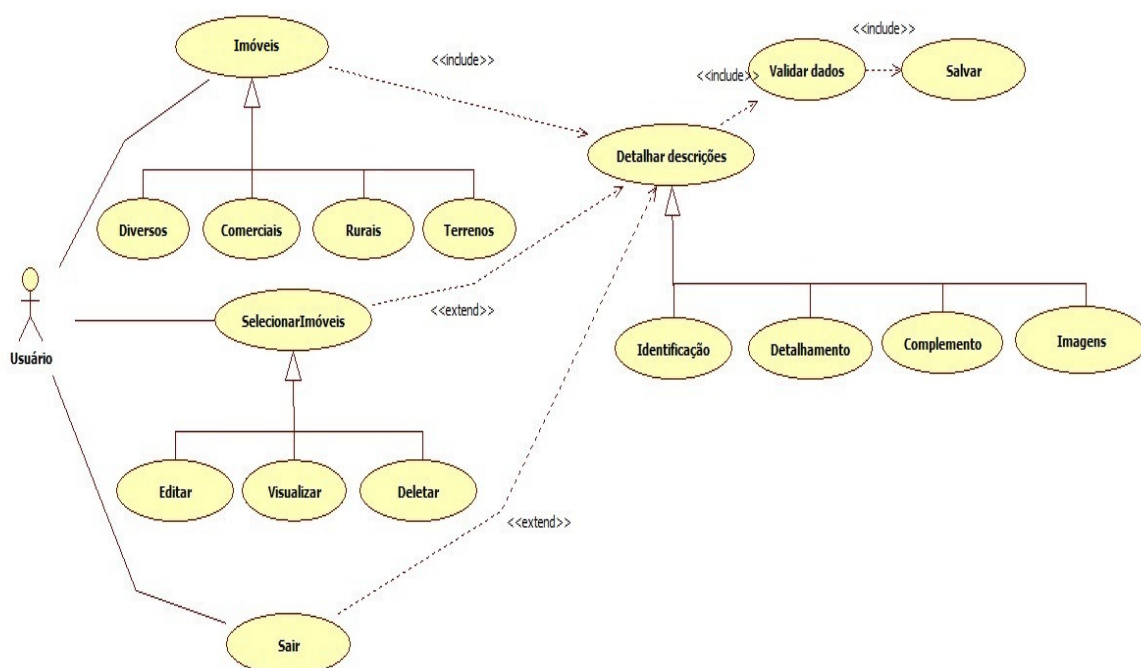 Imóveis
<<include>>
<<include>>
<<include>>
Validar dados
Salvar
Detalhar descrições
Diversos
Comerciais
Rurais
Terrenos
Usuário
SelecionarImóveis
<<extend>>
Identificação
Detalhamento
Complemento
Imagens
Editar
Visualizar
Deletar
<<extend>>
Sair